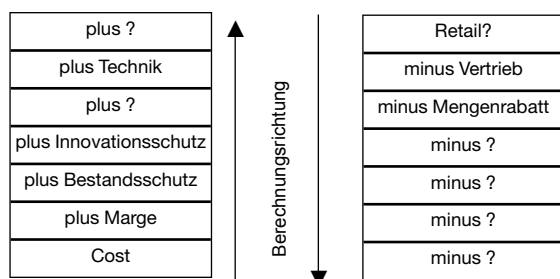 plus ?
plus Technik
plus ?
plus Innovationsschutz
plus Bestandsschutz
plus Marge
Cost
Berechnungsrichtung
Retail?
minus Vertrieb
minus Mengenrabatt
minus ?
minus ?
minus ?
minus ?